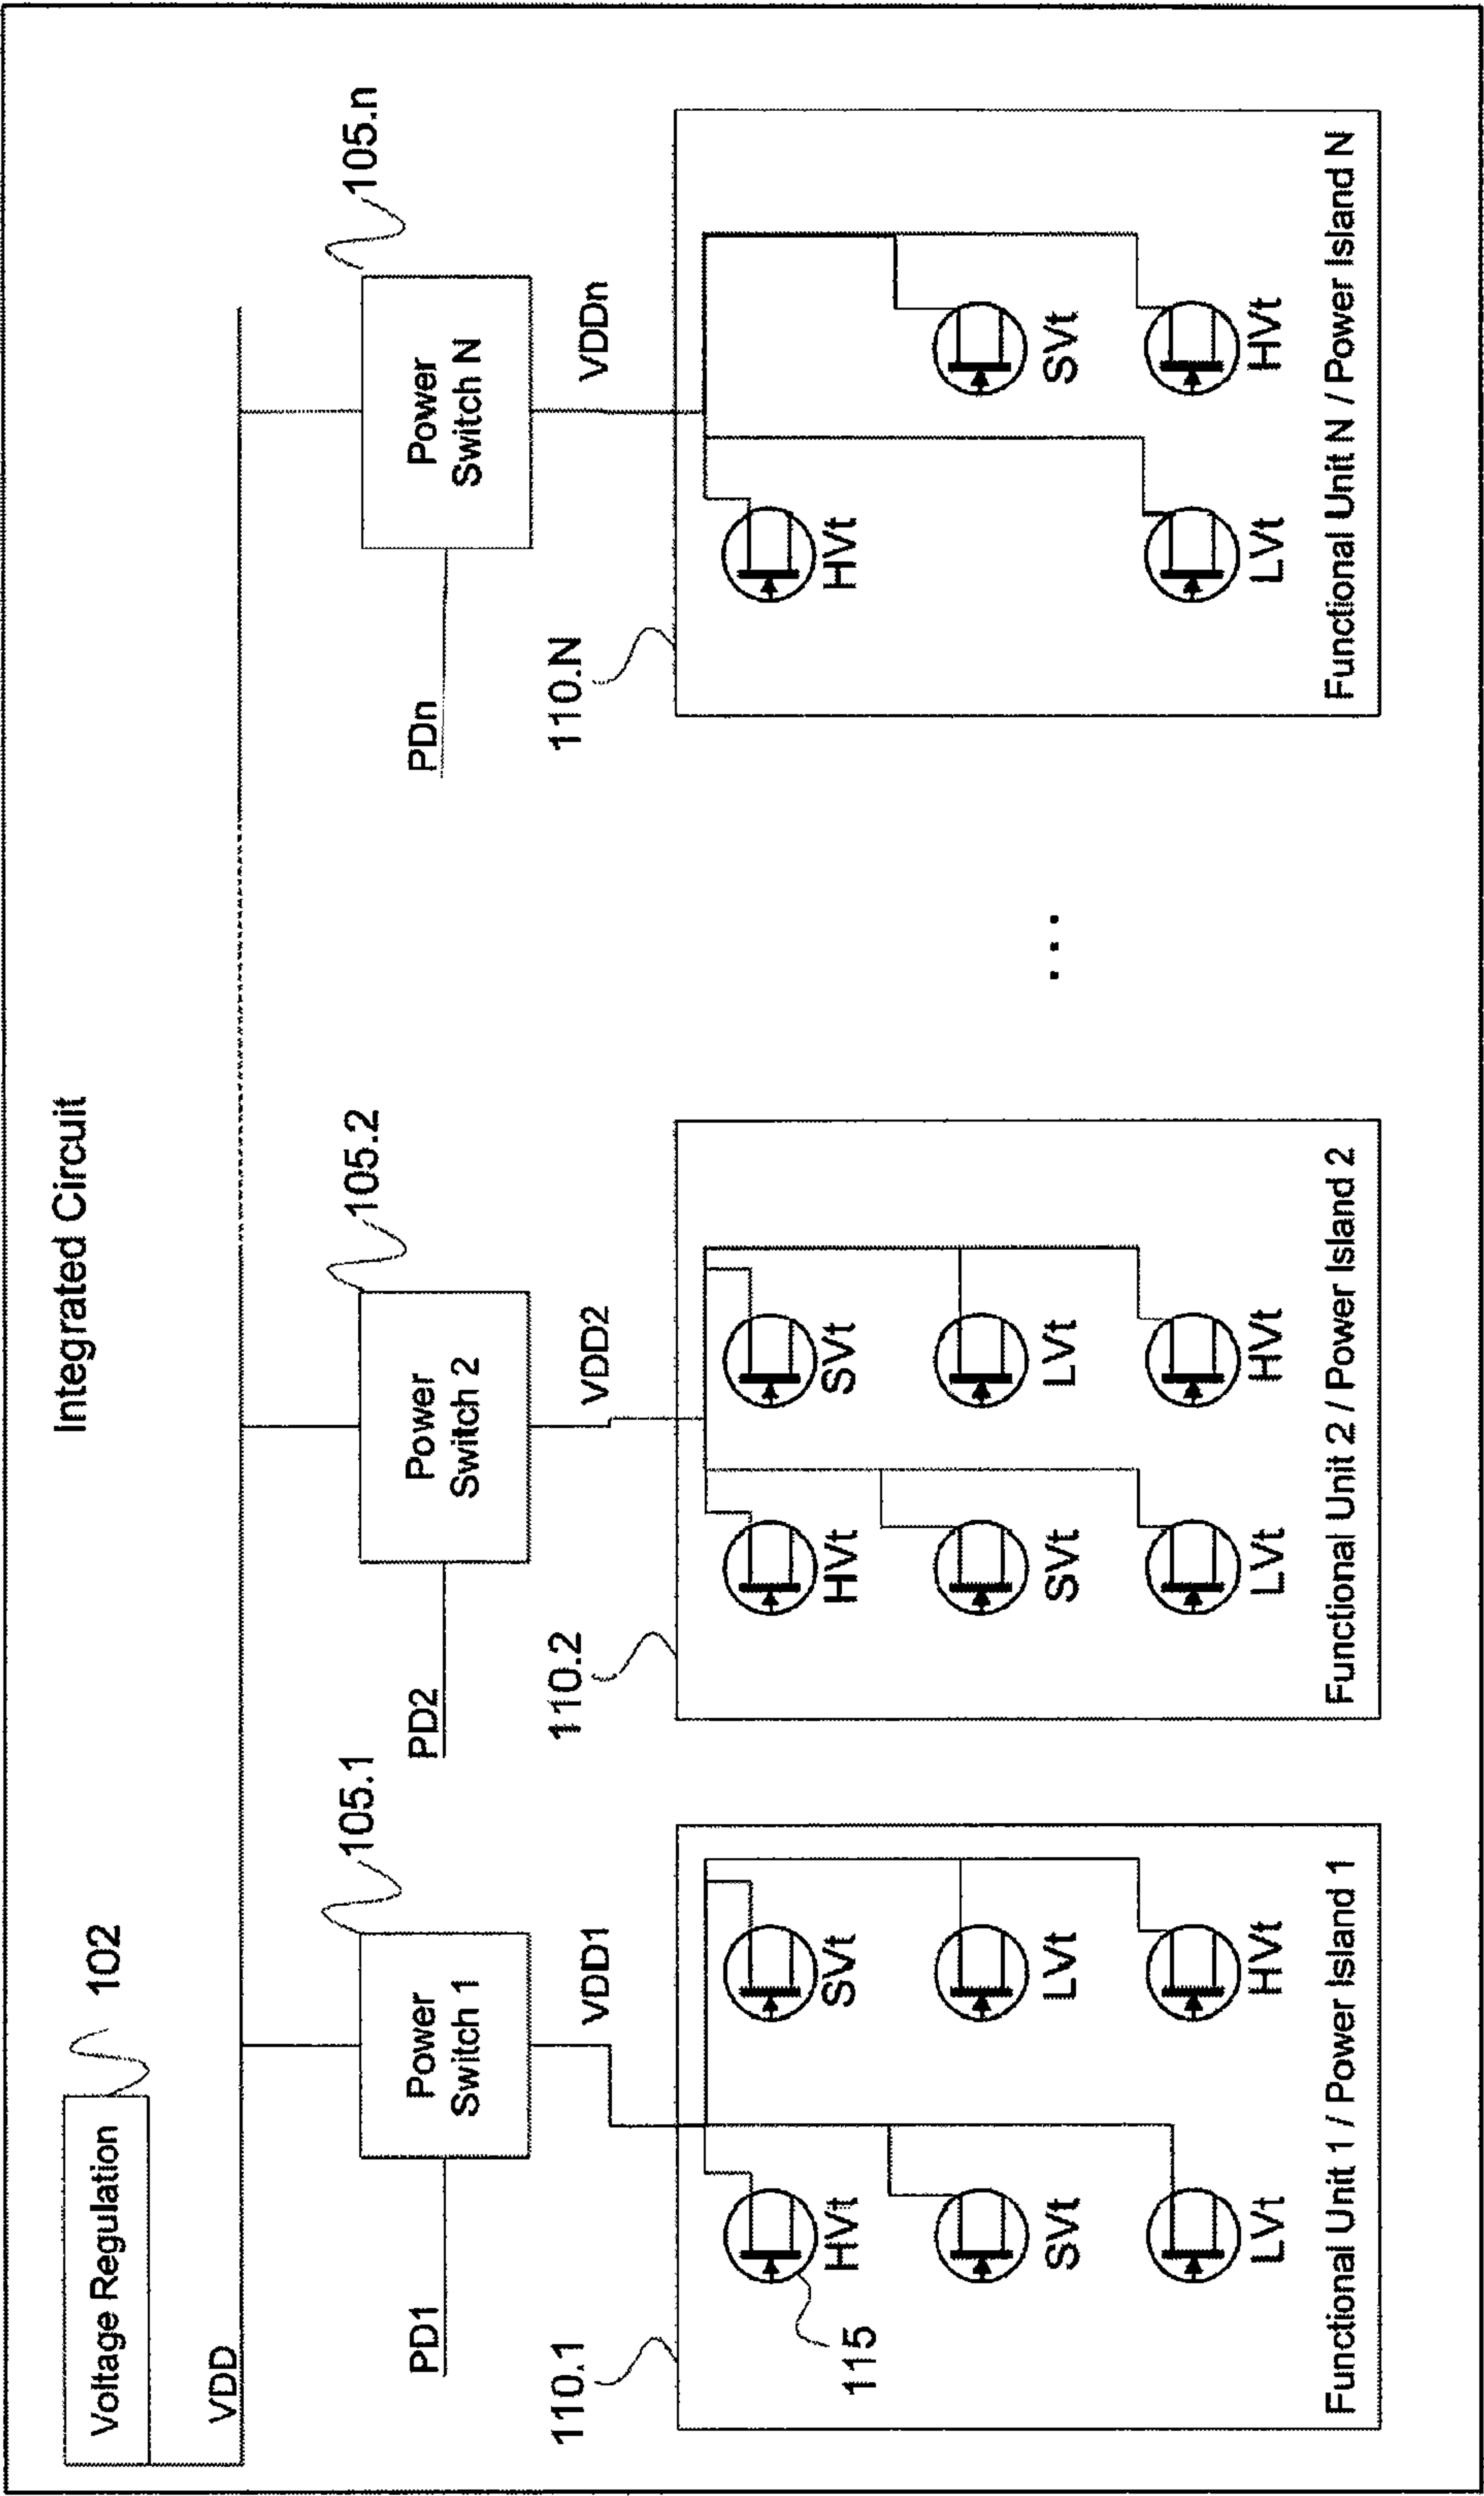 Integrated Circuit
Voltage Regulation
102
VDD
105.1
105.2
105.n
Power
Switch 1
Power
Switch 2
Power
Switch N
PD1
PD2
PDn
VDD1
VDD2
VDDn
110.1
110.2
110.N
HVt
SVt
HVt
SVt
HVt
115
SVt
LVt
SVt
LVt
SVt
LVt
HVt
LVt
HVt
LVt
HVt
Functional Unit 1 / Power Island 1
Functional Unit 2 / Power Island 2
...
Functional Unit N / Power Island N